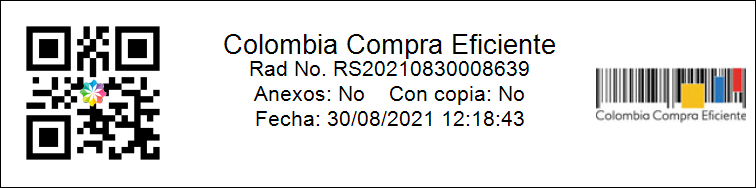 Colombia Compra Eficiente
Rad No. RS20210830008639
Anexos: No    Con copia: No
Fecha: 30/08/2021 12:18:43
Colombia Compra Eficiente